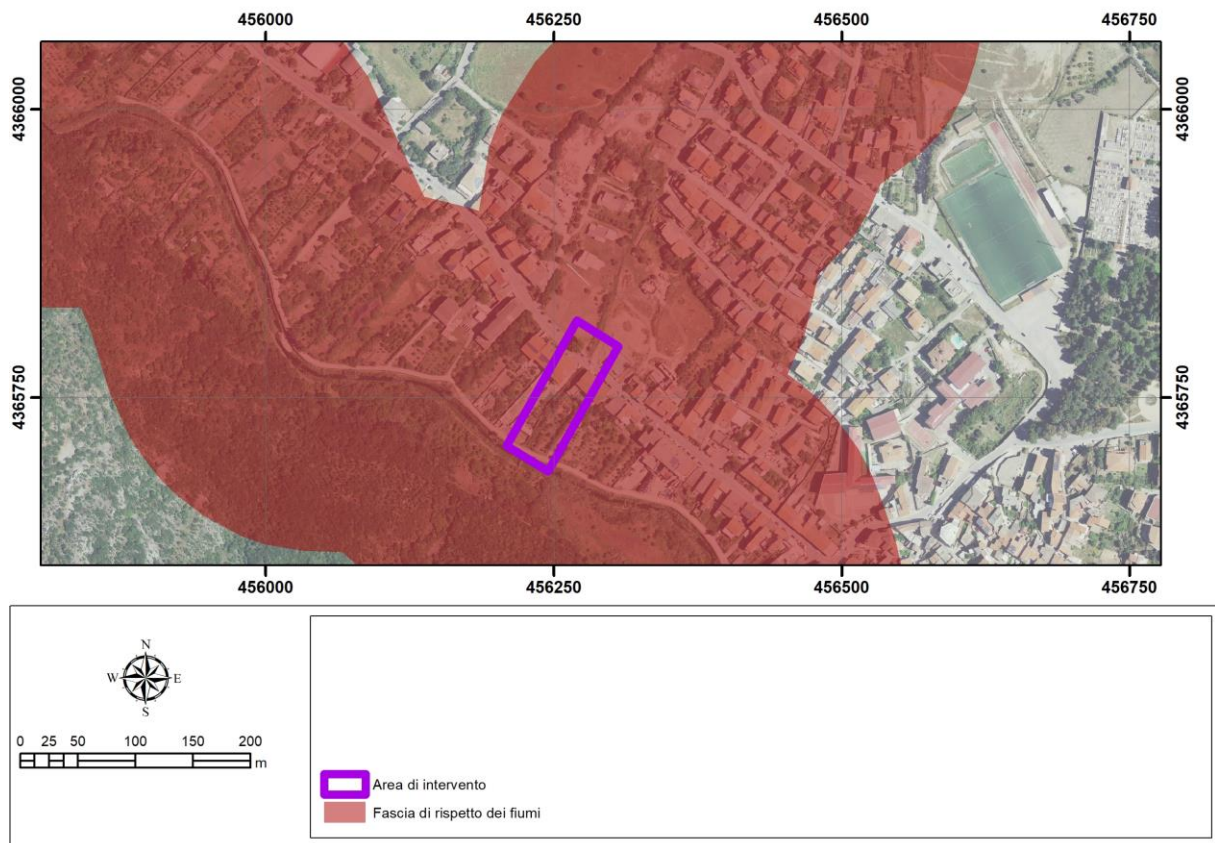 456000 456250 456500 456750
4366000 4366000
4365750 4365750
456000 456250 456500 456750
N
W E
S
0 25 50 100 150 200
m
Area di intervento
Fascia di rispetto dei fiumi